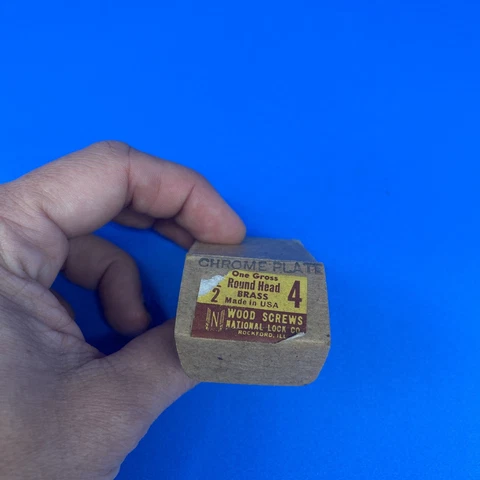 CHROME PLATE
One Gross
Round Head
BRASS
Made in USA
2
4
N
WOOD SCREWS
NATIONAL LOCK CO.
ROCKFORD, ILL.